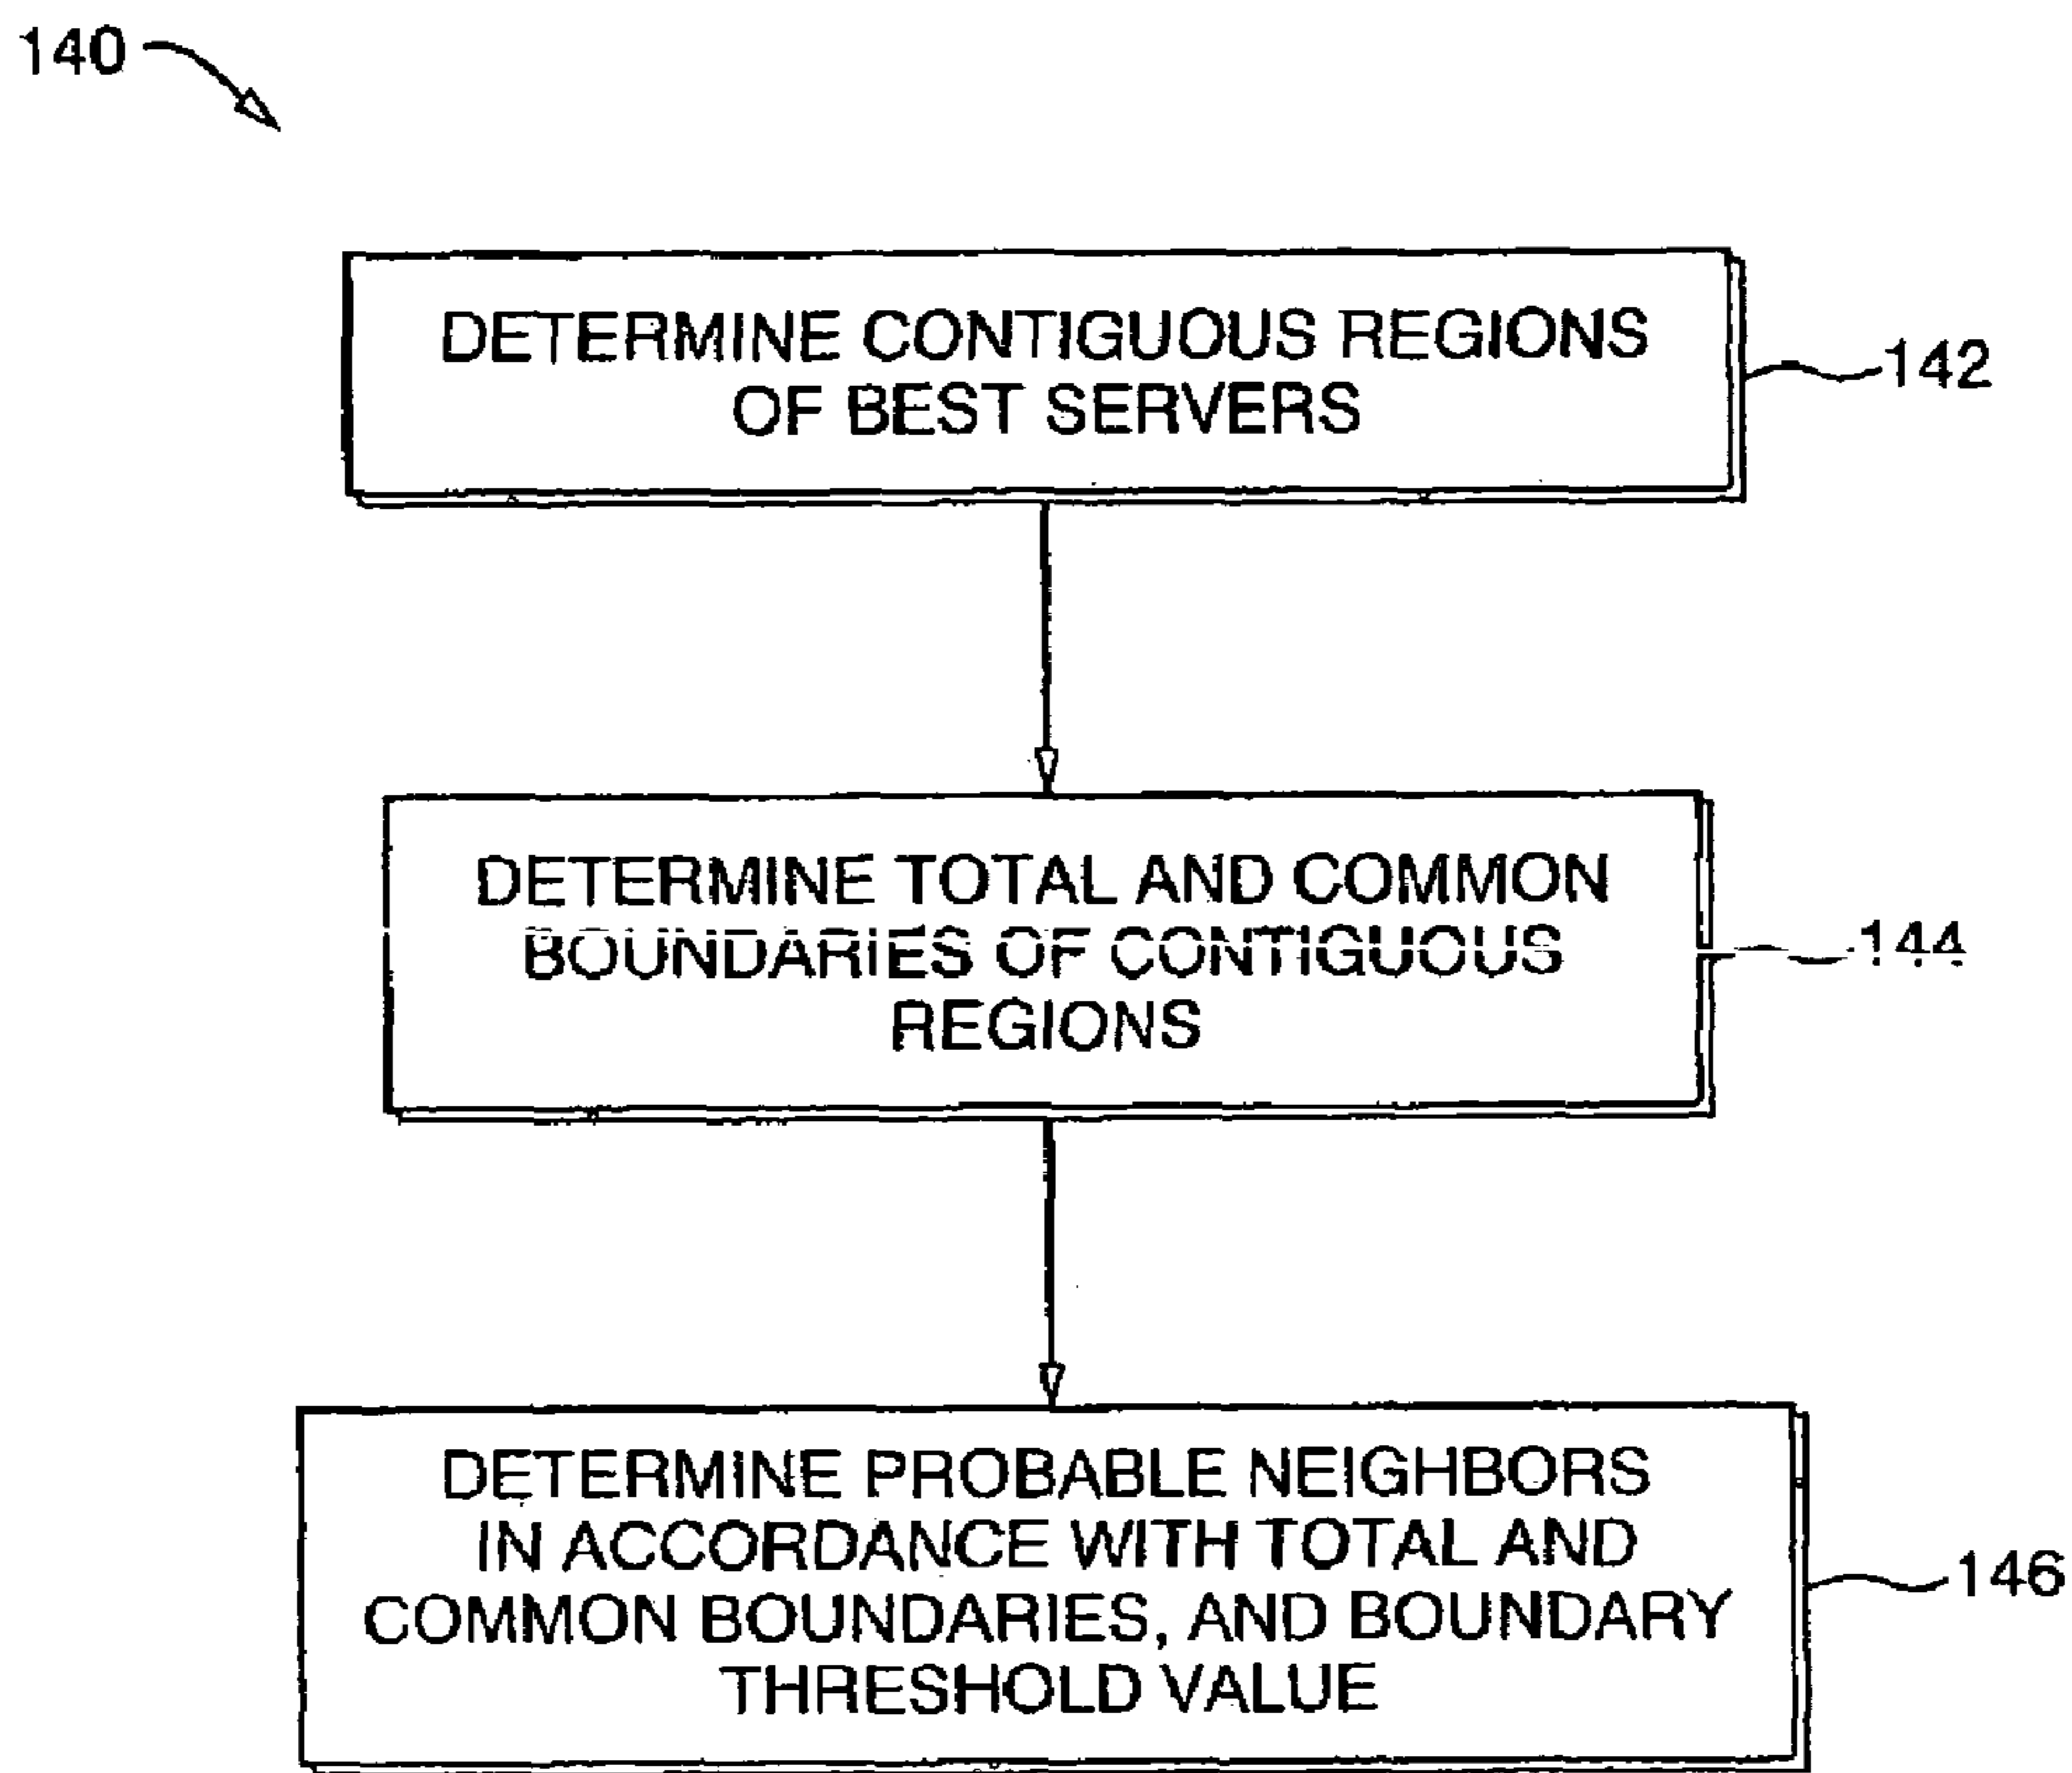 140
DETERMINE CONTIGUOUS REGIONS
OF BEST SERVERS
142
DETERMINE TOTAL AND COMMON
BOUNDARIES OF CONTIGUOUS
REGIONS
144
DETERMINE PROBABLE NEIGHBORS
IN ACCORDANCE WITH TOTAL AND
COMMON BOUNDARIES, AND BOUNDARY
THRESHOLD VALUE
146